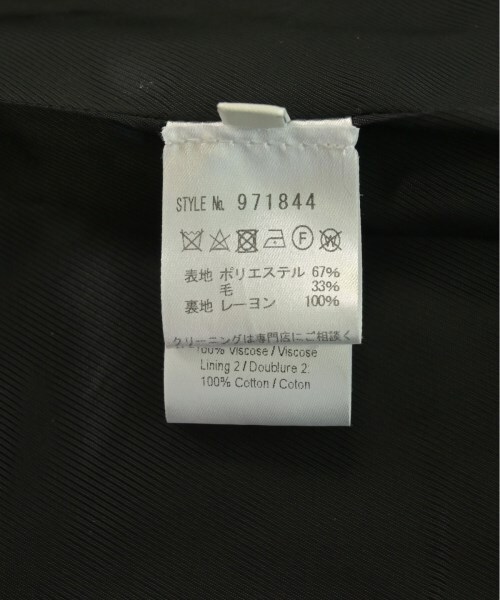 STYLE No. 971844
F W
表地 ポリエステル 67%
毛 33%
裏地 レーヨン 100%
クリーニングは専門店にご相談く
100% Viscose / Viscose
Lining 2 / Doublure 2:
100% Cotton / Coton